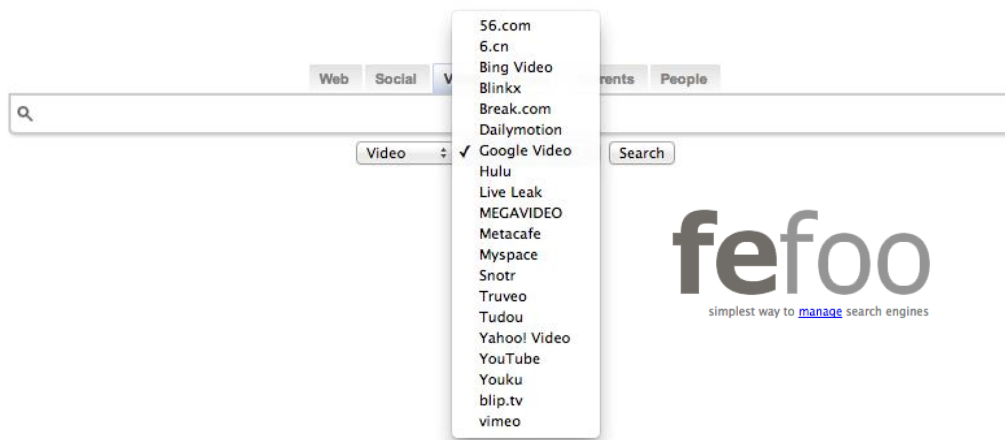 Web Social V rents People
Video
56.com
6.cn
Bing Video
Blinkx
Break.com
Dailymotion
✓ Google Video
Hulu
Live Leak
MEGAVIDEO
Metacafe
Myspace
Snotr
Truveo
Tudou
Yahoo! Video
YouTube
Youku
blip.tv
vimeo
Search
fefoo
simplest way to manage search engines